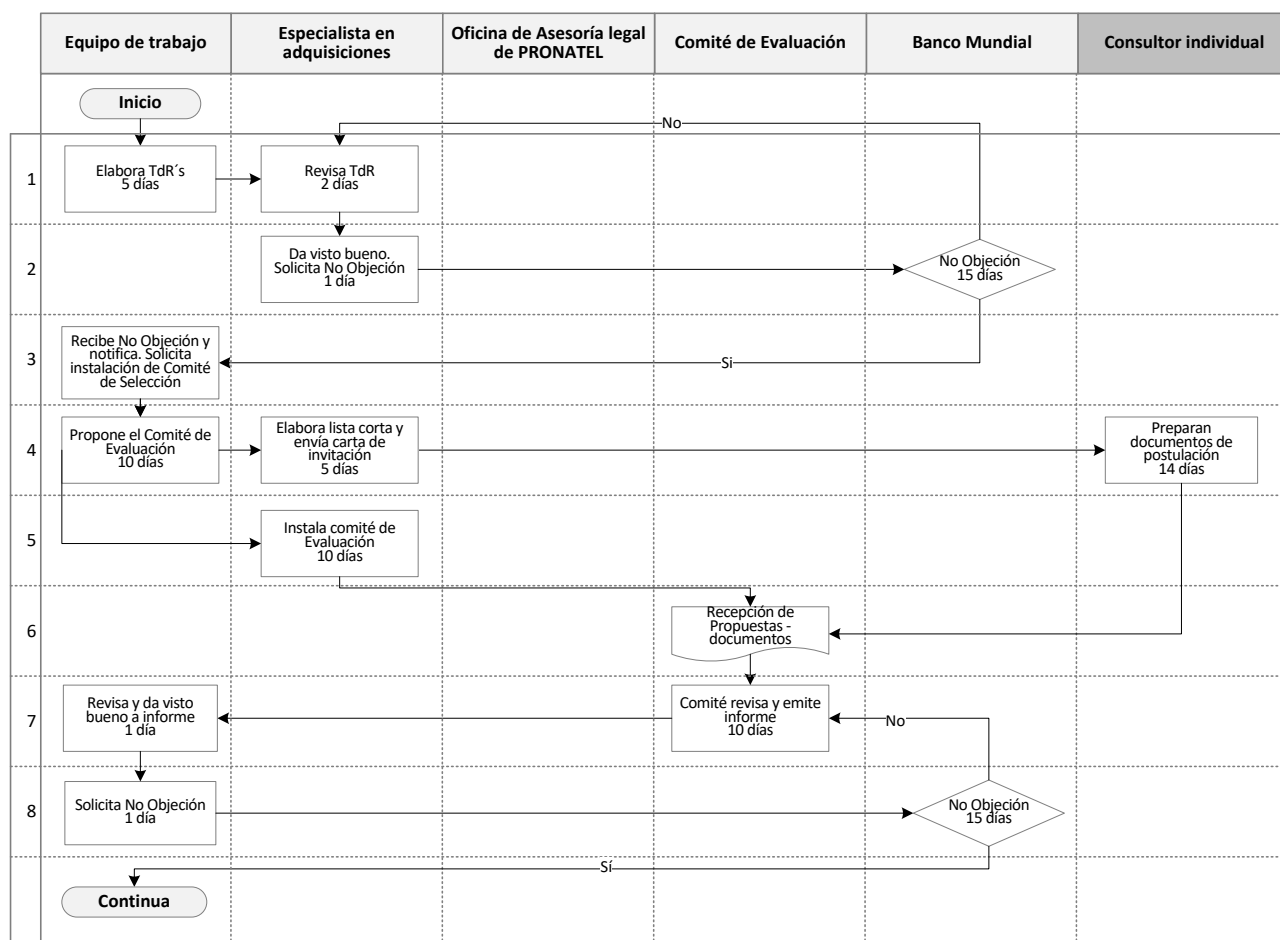 Equipo de trabajo
Especialista en
adquisiciones
Oficina de Asesoría legal
de PRONATEL
Comité de Evaluación
Banco Mundial
Consultor individual
Inicio
No
1
Elabora TdR´s
5 días
Revisa TdR
2 días
2
Da visto bueno.
Solicita No Objeción
1 día
No Objeción
15 días
3
Recibe No Objeción y
notifica. Solicita
instalación de Comité
de Selección
Si
4
Propone el Comité de
Evaluación
10 días
Elabora lista corta y
envía carta de
invitación
5 días
Preparan
documentos de
postulación
14 días
5
Instala comité de
Evaluación
10 días
6
Recepción de
Propuestas -
documentos
7
Revisa y da visto
bueno a informe
1 día
Comité revisa y emite
informe
10 días
No
8
Solicita No Objeción
1 día
No Objeción
15 días
Sí
Continua